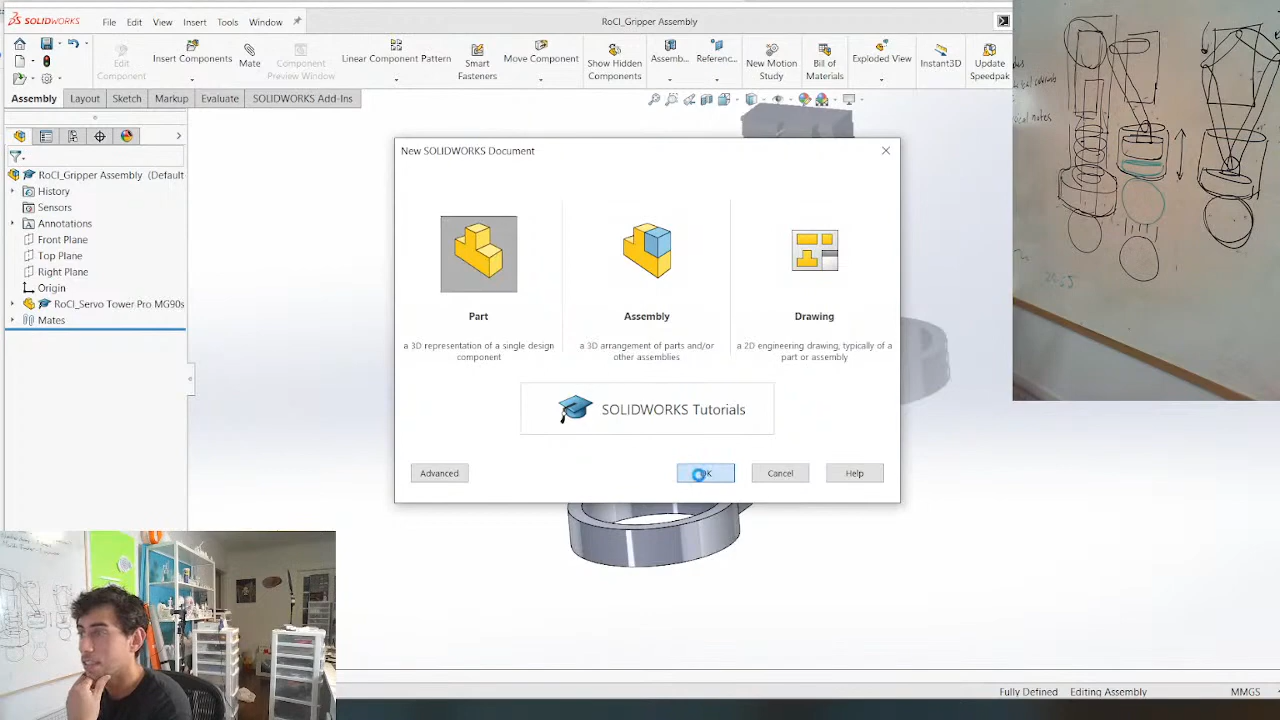 SOLIDWORKS
File Edit View Insert Tools Window
RoCI_Gripper Assembly
Edit Component
Insert Components
Mate
Component Preview Window
Linear Component Pattern
Smart Fasteners
Move Component
Show Hidden Components
Assemb...
Referenc...
New Motion Study
Bill of Materials
Exploded View
Instant3D
Update Speedpak
Assembly Layout Sketch Markup Evaluate SOLIDWORKS Add-Ins
RoCI_Gripper Assembly (Default
History
Sensors
Annotations
Front Plane
Top Plane
Right Plane
Origin
RoCI_Servo Tower Pro MG90s
Mates
New SOLIDWORKS Document
Part
a 3D representation of a single design
component
Assembly
a 3D arrangement of parts and/or
other assemblies
Drawing
a 2D engineering drawing, typically of a
part or assembly
SOLIDWORKS Tutorials
Advanced
OK
Cancel
Help
notes
Fully Defined
Editing Assembly
MMGS